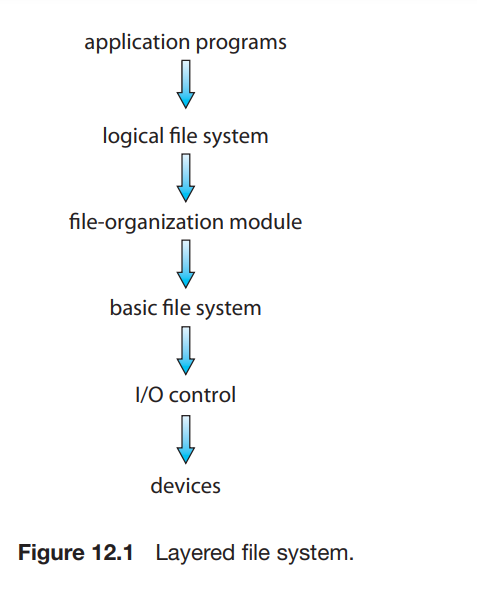 application programs
logical file system
file-organization module
basic file system
I/O control
devices
Figure 12.1 Layered file system.